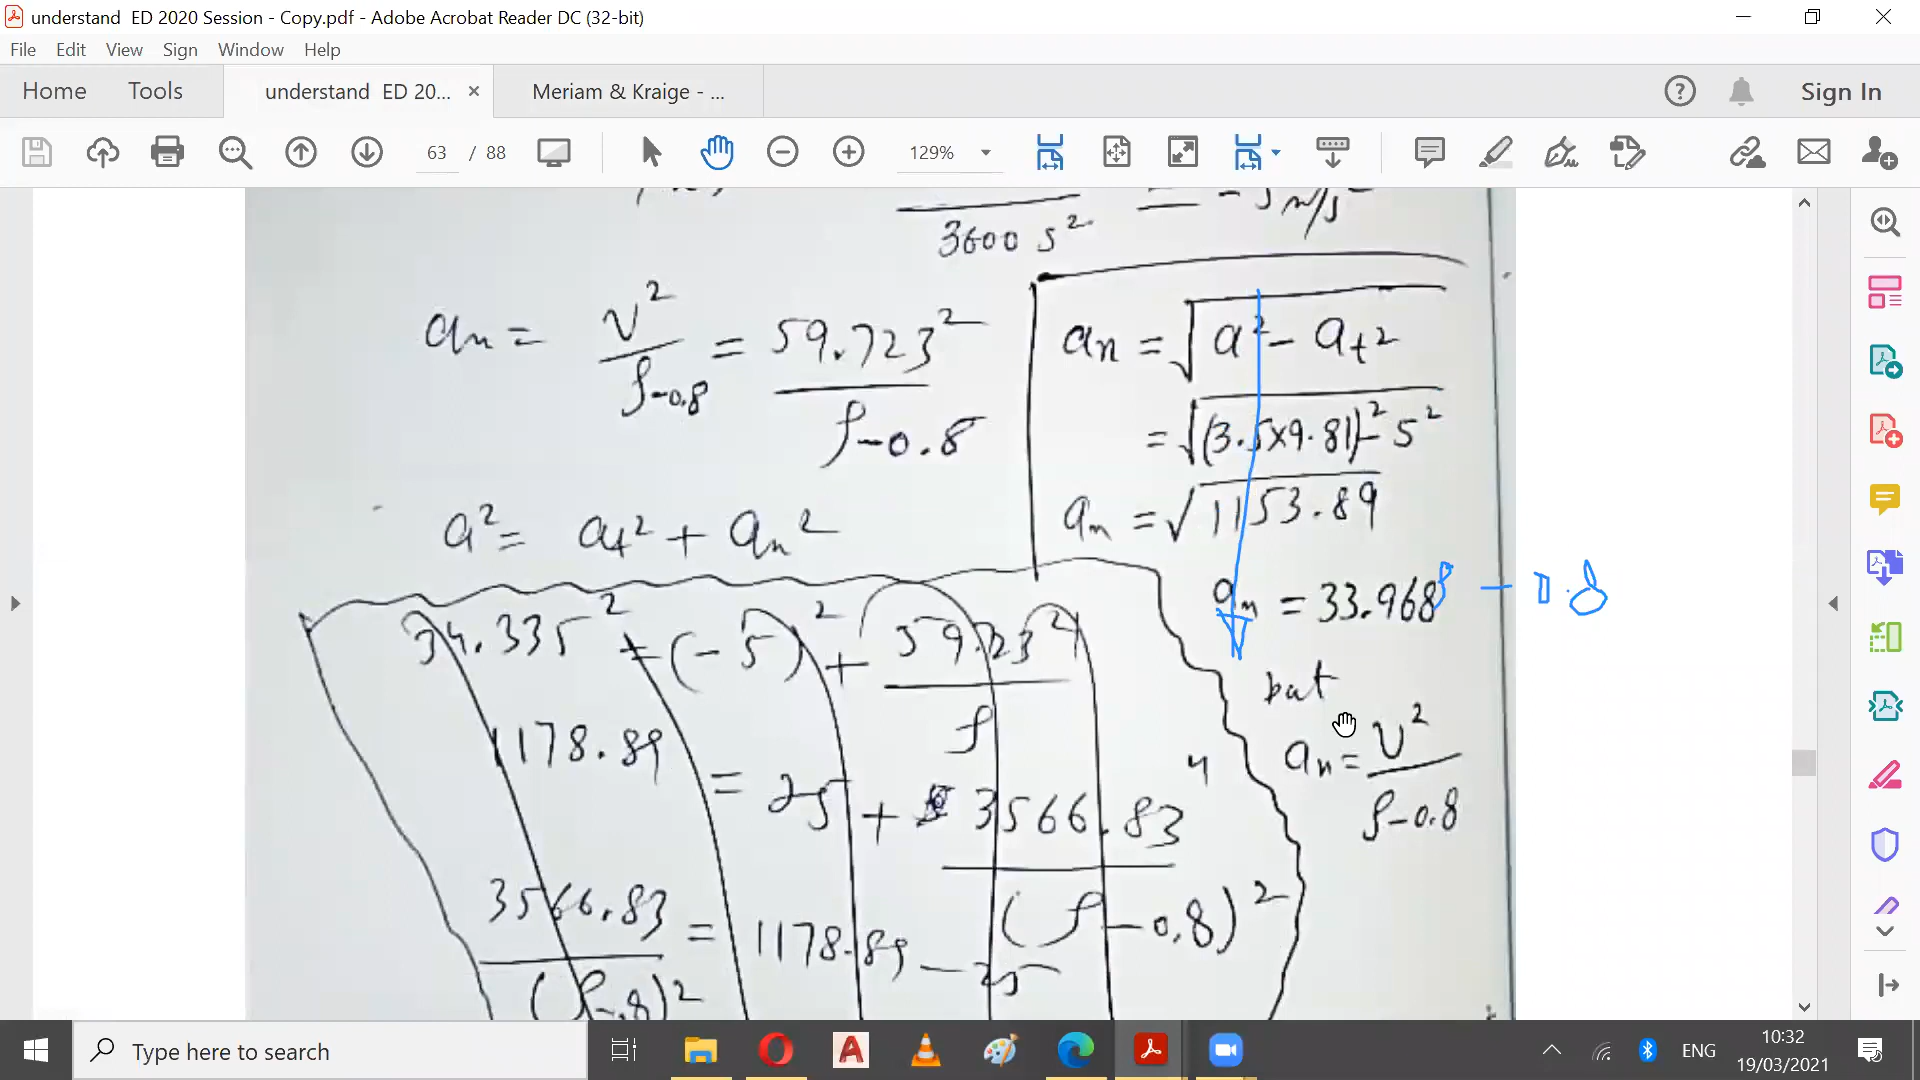 understand ED 2020 Session - Copy.pdf - Adobe Acrobat Reader DC (32-bit)
File Edit View Sign Window Help
Home Tools understand ED 20... × Meriam & Kraige - ... Sign In
63 / 88 129%
3600 s²
an = v² / ρ-0.8 = 59.723² / ρ-0.8
a² = at² + an²
an = √a² - at²
= √(3.5×9.81)² - 5²
an = √1153.89
an = 33.968 ρ - 0.8
but
an = v² / ρ-0.8
34.335² = (-5)² + 59.723² / ρ
1178.89 = 25 + 3566.83 / (ρ-0.8)²
3566.83 / (ρ-0.8)² = 1178.89 - 25
Type here to search
ENG
10:32
19/03/2021